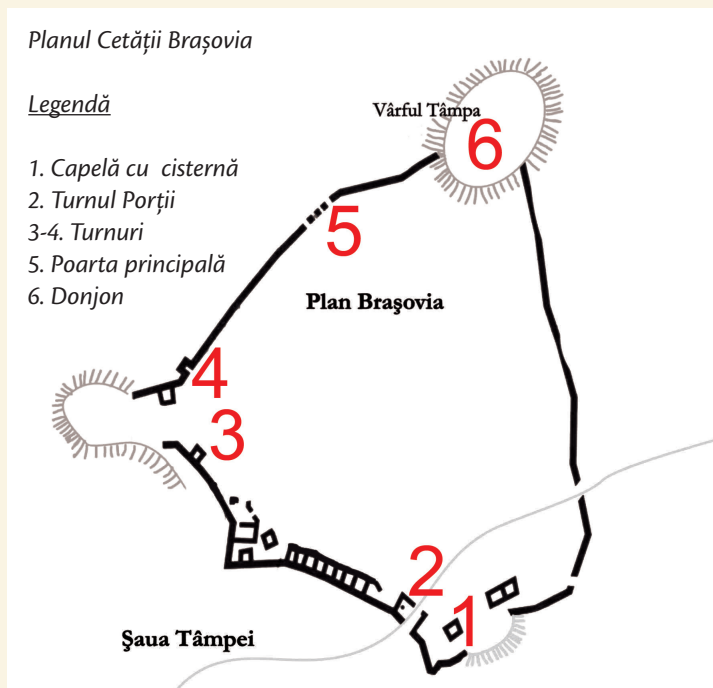 Planul Cetății Brașovia
Legendă
1. Capelă cu cisternă
2. Turnul Porții
3-4. Turnuri
5. Poarta principală
6. Donjon
Vârful Tâmpa
6
5
Plan Braşovia
4
3
2
1
Şaua Tâmpei